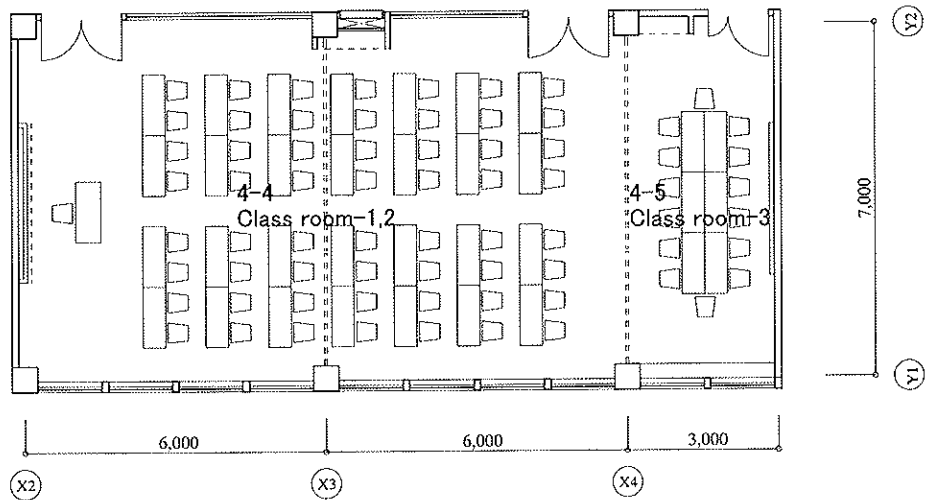 Y2
4-4
Class room-1,2
4-5
Class room-3
7,000
Y1
6,000
6,000
3,000
X2
X3
X4